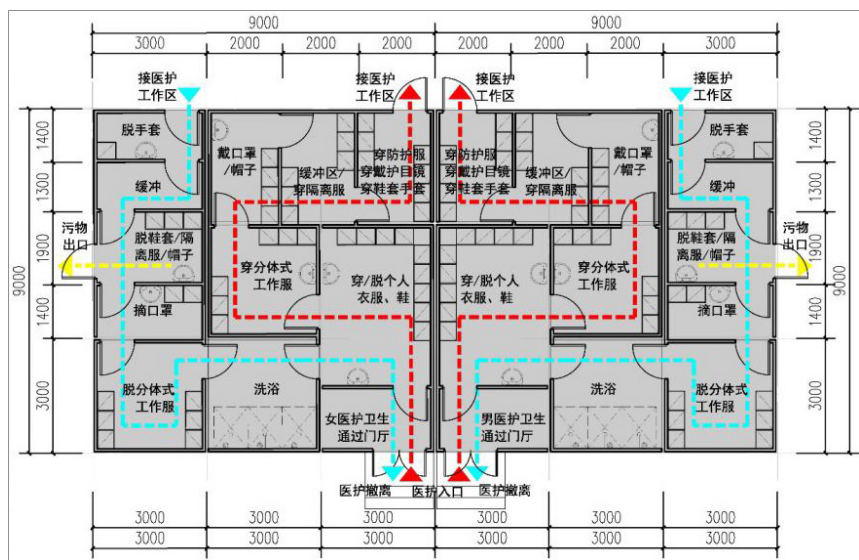 9000 9000
3000 2000 2000 2000 2000 2000 2000 3000
接医护
工作区
接医护
工作区
接医护
工作区
接医护
工作区
1400
1300
1900
1400
3000
9000
脱手套
戴口罩
/帽子
缓冲区/
穿隔离服
穿防护服
穿戴护目镜
穿鞋套手套
穿防护服
穿戴护目镜
穿鞋套手套
缓冲区/
穿隔离服
戴口罩
/帽子
脱手套
1400
1300
1900
1400
3000
9000
缓冲
缓冲
污物
出口
脱鞋套/隔
离服/帽子
穿分体式
工作服
穿/脱个人
衣服、鞋
穿/脱个人
衣服、鞋
穿分体式
工作服
脱鞋套/隔
离服/帽子
污物
出口
摘口罩
摘口罩
脱分体式
工作服
洗浴
女医护卫生
通过门厅
男医护卫生
通过门厅
洗浴
脱分体式
工作服
医护撤离 医护入口 医护撤离
3000 3000 3000 3000 3000 3000
3000 3000 3000 3000 3000 3000